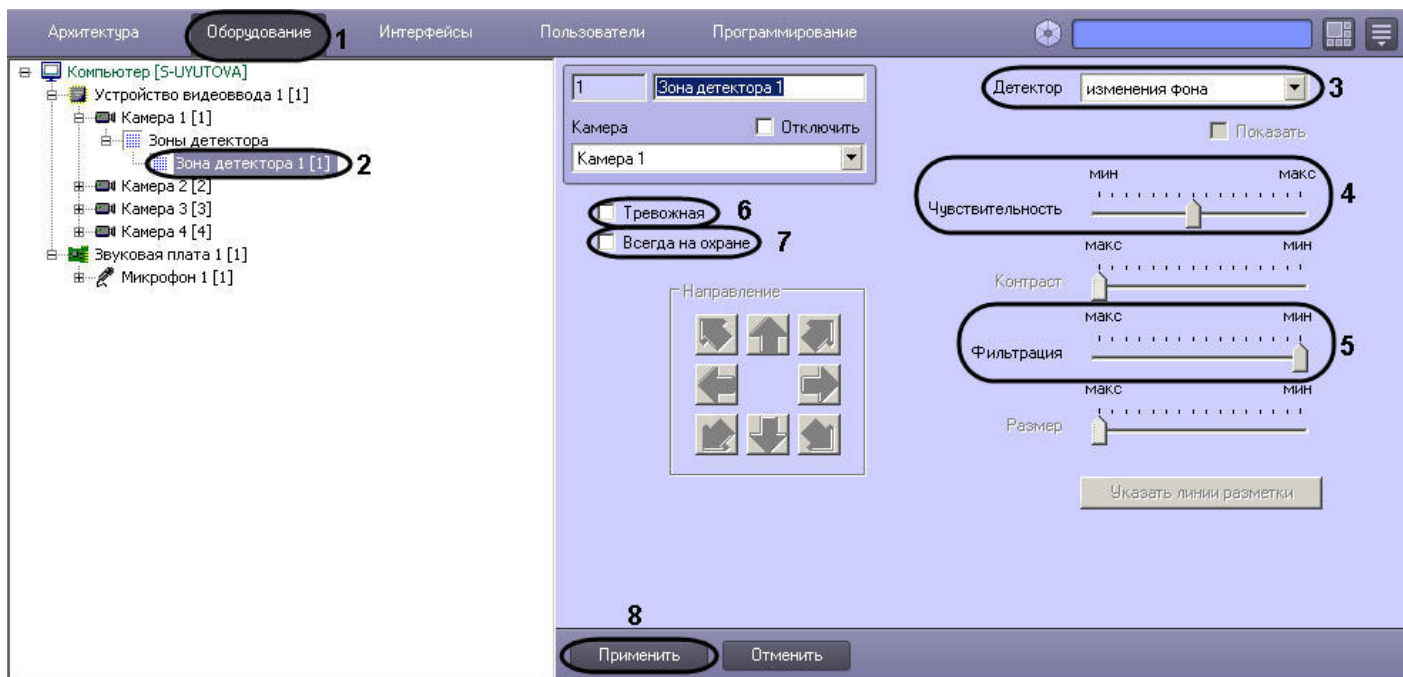 Архитектура Оборудование 1 Интерфейсы Пользователи Программирование
Компьютер [S-UYUTOVA]
Устройство видеоввода 1 [1]
Камера 1 [1]
Зоны детектора
Зона детектора 1 [1] 2
Камера 2 [2]
Камера 3 [3]
Камера 4 [4]
Звуковая плата 1 [1]
Микрофон 1 [1]
1 Зона детектора 1
Камера Отключить
Камера 1
Тревожная 6
Всегда на охране 7
Направление
Детектор изменения фона 3
Показать
мин макс
Чувствительность 4
макс мин
Контраст
макс мин
Фильтрация 5
макс мин
Размер
Указать линии разметки
8
Применить Отменить